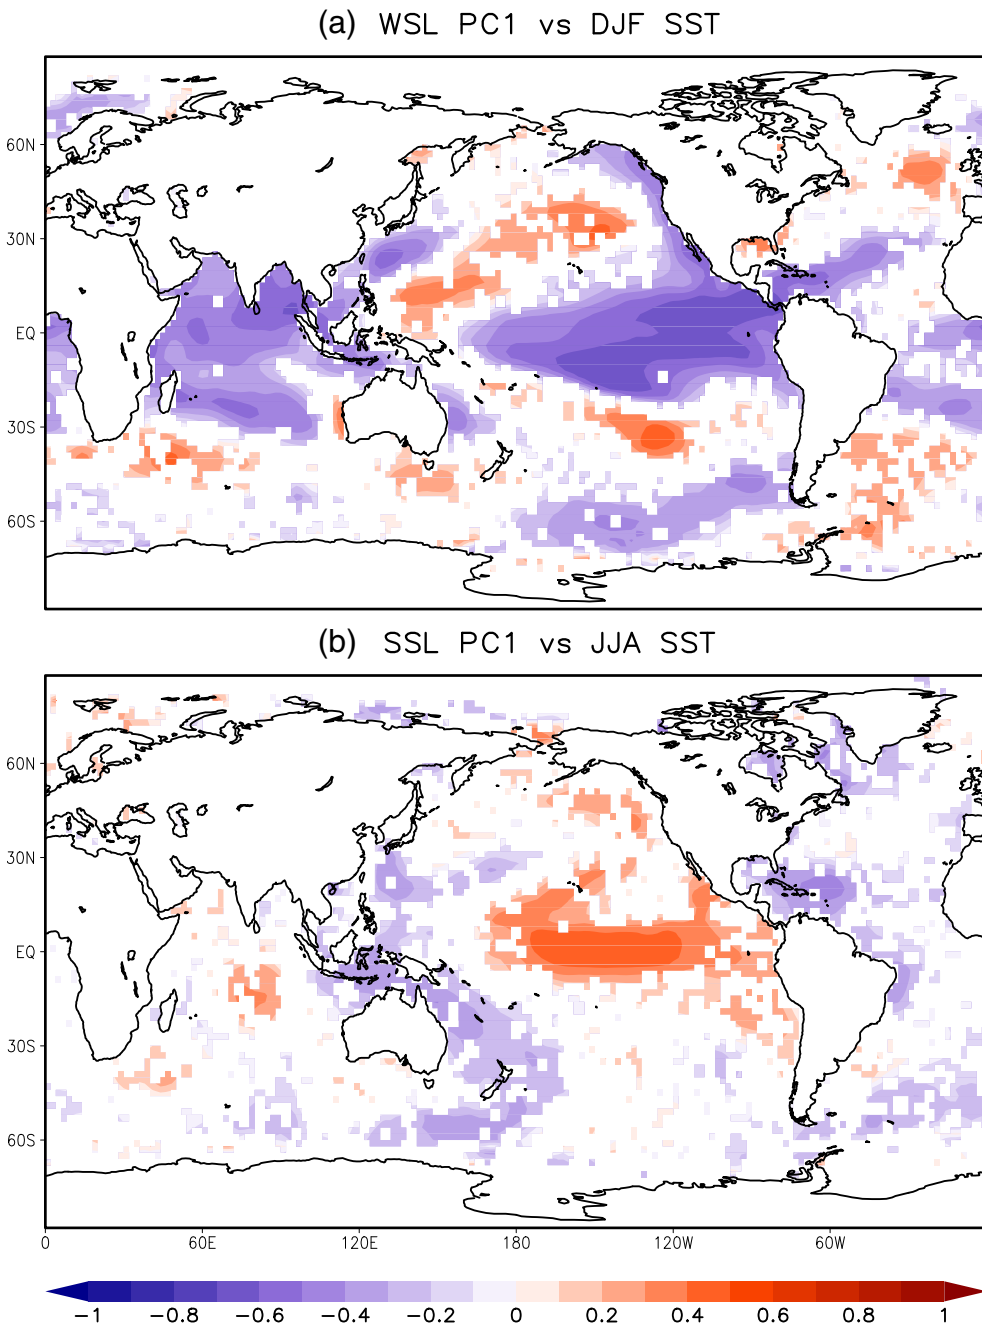 (a) WSL PC1 vs DJF SST
60N
30N
EQ
30S
60S
(b) SSL PC1 vs JJA SST
60N
30N
EQ
30S
60S
0 60E 120E 180 120W 60W
−1 −0.8 −0.6 −0.4 −0.2 0 0.2 0.4 0.6 0.8 1